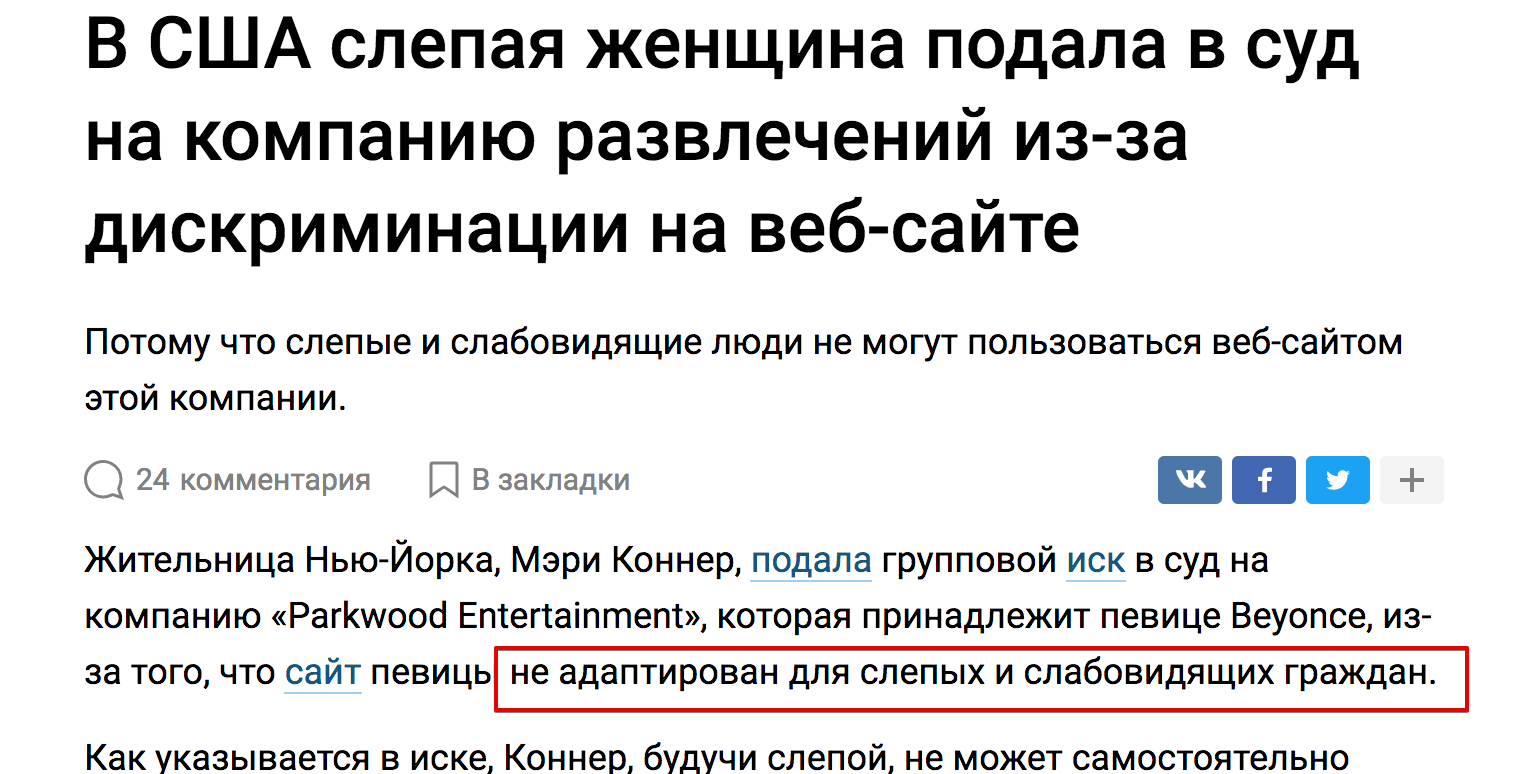 В США слепая женщина подала в суд
на компанию развлечений из-за
дискриминации на веб-сайте
Потому что слепые и слабовидящие люди не могут пользоваться веб-сайтом
этой компании.
24 комментария В закладки
Жительница Нью-Йорка, Мэри Коннер, подала групповой иск в суд на
компанию «Parkwood Entertainment», которая принадлежит певице Beyonce, из-
за того, что сайт певицы не адаптирован для слепых и слабовидящих граждан.
Как указывается в иске, Коннер, будучи слепой, не может самостоятельно